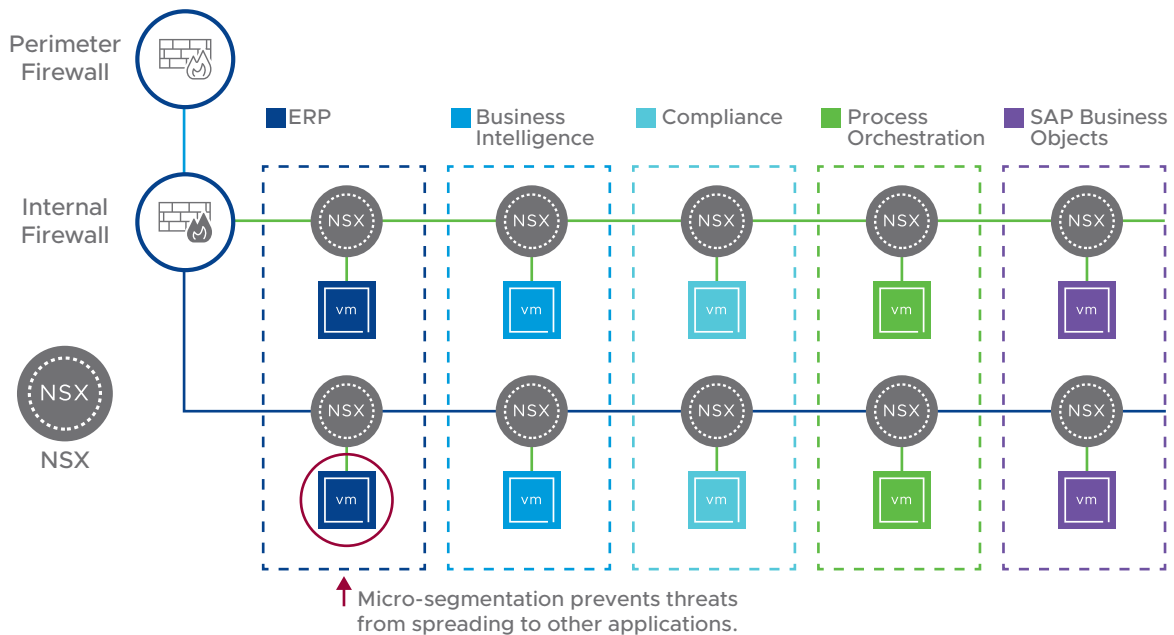 Perimeter
Firewall
ERP
Business
Intelligence
Compliance
Process
Orchestration
SAP Business
Objects
Internal
Firewall
NSX
NSX
NSX
NSX
NSX
vm
vm
vm
vm
vm
NSX
NSX
NSX
NSX
NSX
NSX
NSX
vm
vm
vm
vm
vm
Micro-segmentation prevents threats
from spreading to other applications.